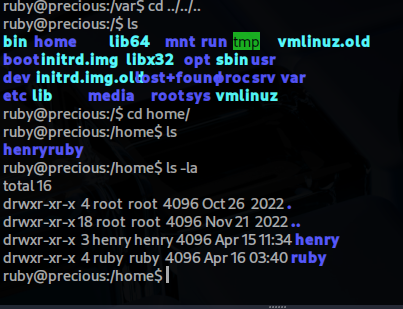 ruby@precious:/var$ cd ../../..
ruby@precious:/$ ls
bin home lib64 mnt run tmp vmlinuz.old
boot initrd.img libx32 opt sbin usr
dev initrd.img.old lost+found proc srv var
etc lib media root sys vmlinuz
ruby@precious:/$ cd home/
ruby@precious:/home$ ls
henry ruby
ruby@precious:/home$ ls -la
total 16
drwxr-xr-x 4 root root 4096 Oct 26 2022 .
drwxr-xr-x 18 root root 4096 Nov 21 2022 ..
drwxr-xr-x 3 henry henry 4096 Apr 15 11:34 henry
drwxr-xr-x 4 ruby ruby 4096 Apr 16 03:40 ruby
ruby@precious:/home$